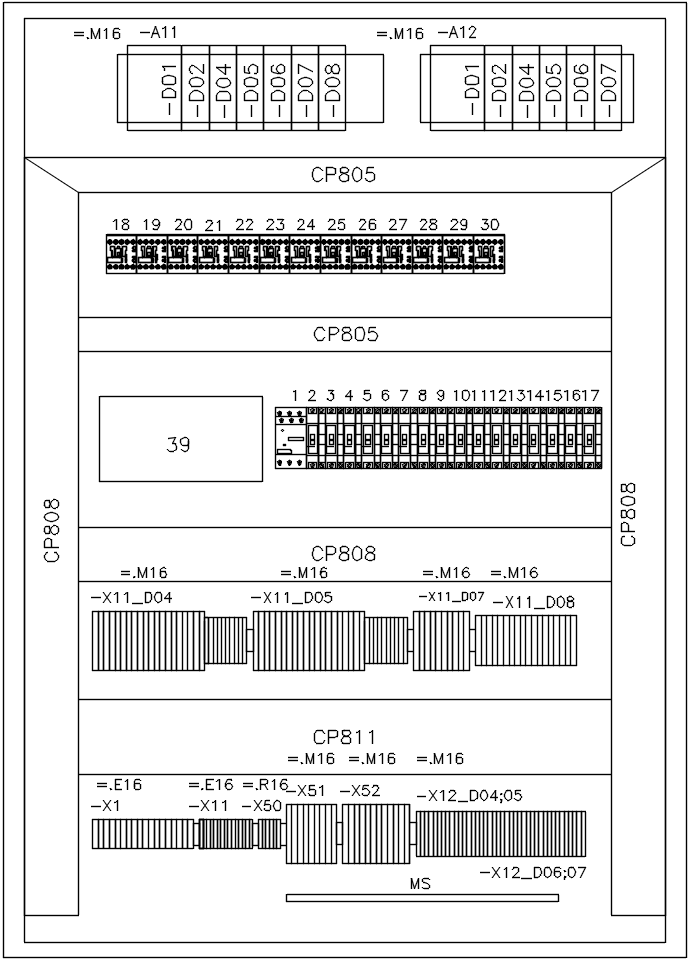 =.M16 -A11 =.M16 -A12
-D01 -D02 -D04 -D05 -D06 -D07 -D08
-D01 -D02 -D04 -D05 -D06 -D07
CP805
18 19 20 21 22 23 24 25 26 27 28 29 30
CP805
1 2 3 4 5 6 7 8 9 10 11 12 13 14 15 16 17
39
CP808
CP808
CP808
=.M16 =.M16 =.M16 =.M16
-X11_D04 -X11_D05 -X11_D07 -X11_D08
CP811
=.M16 =.M16 =.M16
=.E16 =.E16 =.R16
-X51 -X52 -X12_D04;05
-X1 -X11 -X50
-X12_D06;07
MS